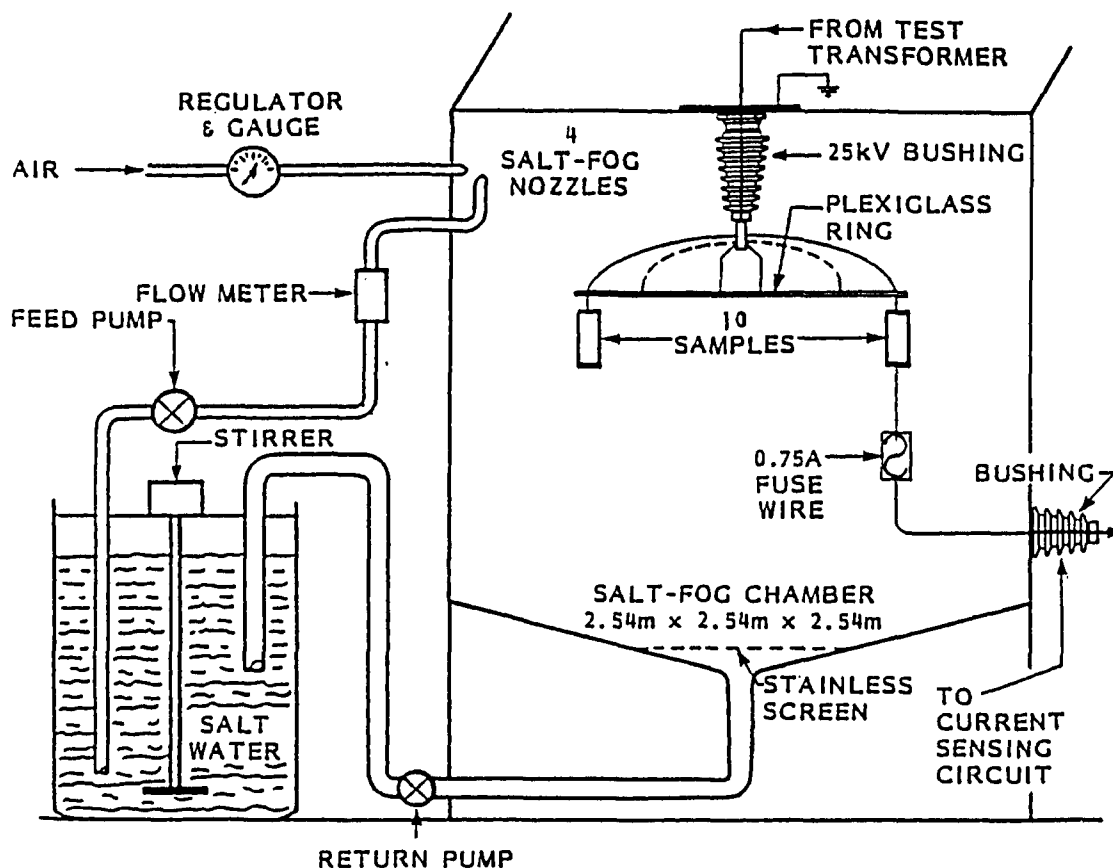 FROM TEST
TRANSFORMER
REGULATOR
& GAUGE
AIR
4
SALT-FOG
NOZZLES
25kV BUSHING
PLEXIGLASS
RING
FLOW METER
FEED PUMP
10
SAMPLES
STIRRER
0.75A
FUSE
WIRE
BUSHING
SALT-FOG CHAMBER
2.54m x 2.54m x 2.54m
STAINLESS
SCREEN
SALT
WATER
TO
CURRENT
SENSING
CIRCUIT
RETURN PUMP